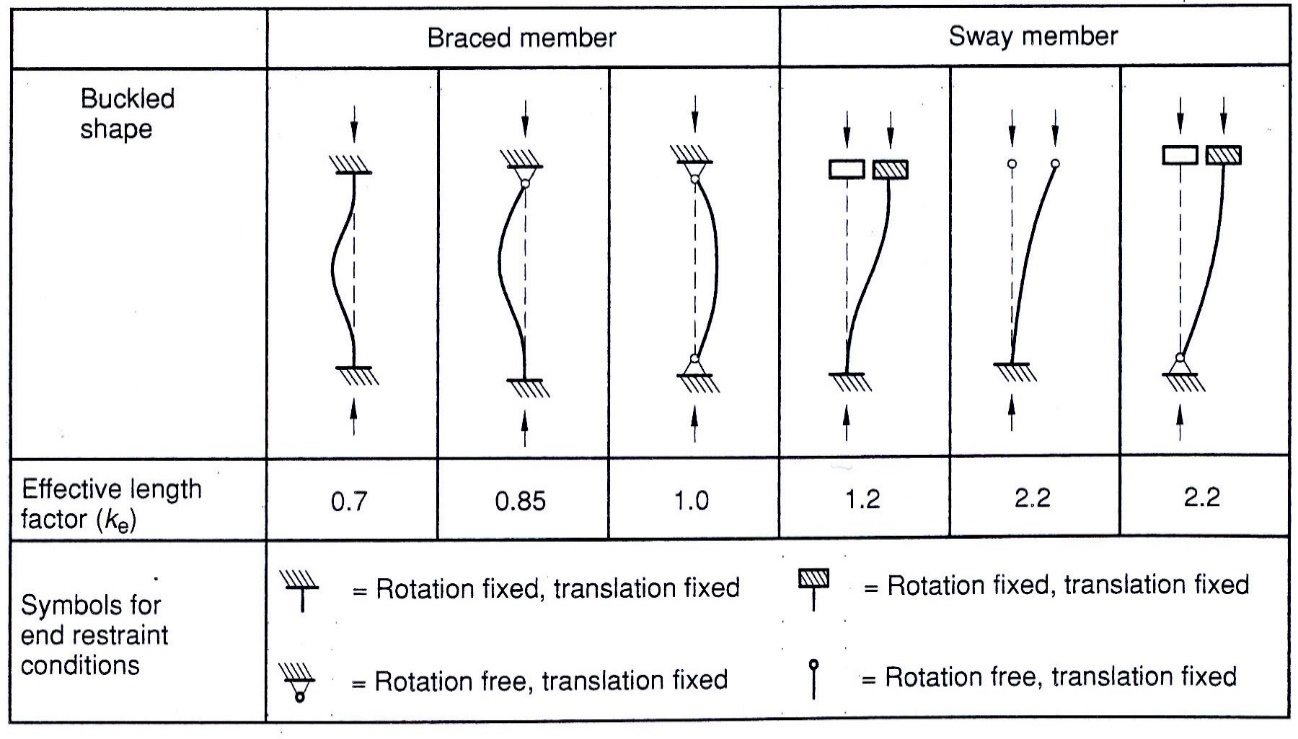 Braced member
Sway member
Buckled
shape
Effective length
factor (ke)
0.7
0.85
1.0
1.2
2.2
2.2
Symbols for
end restraint
conditions
= Rotation fixed, translation fixed
= Rotation fixed, translation fixed
= Rotation free, translation fixed
= Rotation free, translation fixed